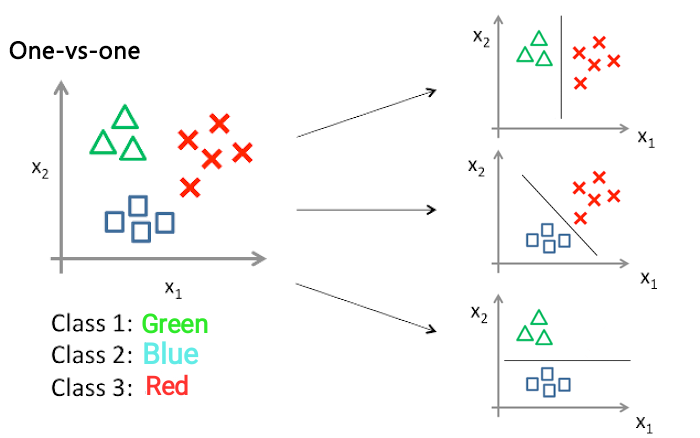 One-vs-one
x2
x1
Class 1: Green
Class 2: Blue
Class 3: Red
x2
x1
x2
x1
x2
x1